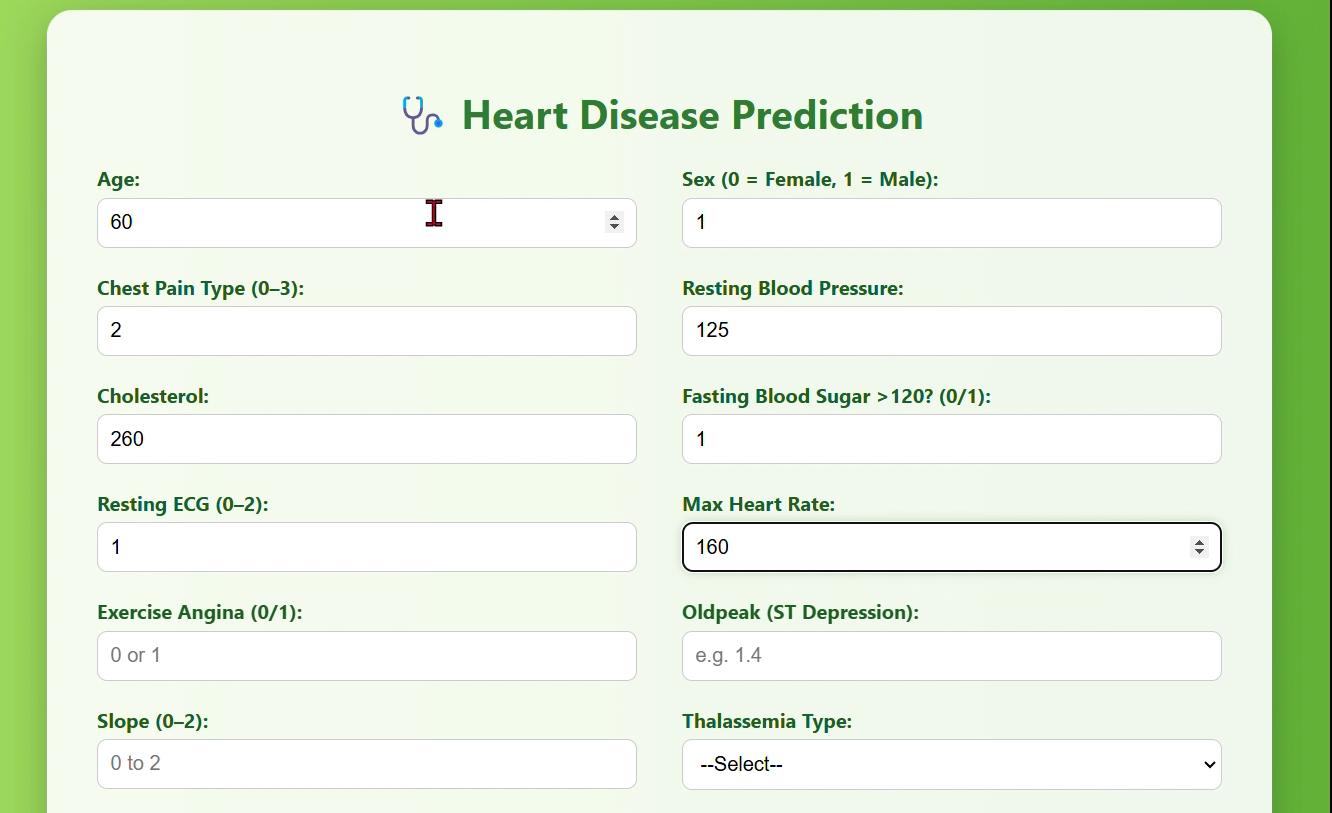 Heart Disease Prediction
Age:
60
Sex (0 = Female, 1 = Male):
1
Chest Pain Type (0–3):
2
Resting Blood Pressure:
125
Cholesterol:
260
Fasting Blood Sugar >120? (0/1):
1
Resting ECG (0–2):
1
Max Heart Rate:
160
Exercise Angina (0/1):
0 or 1
Oldpeak (ST Depression):
e.g. 1.4
Slope (0–2):
0 to 2
Thalassemia Type:
--Select--